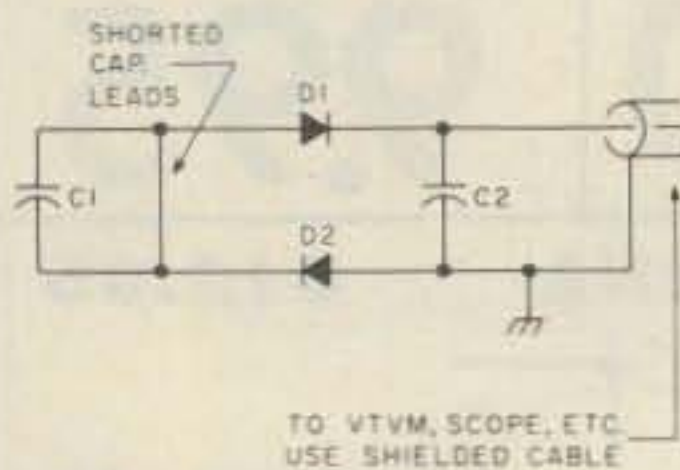 SHORTED
CAP.
LEADS
D1
C1
C2
D2
TO VTVM, SCOPE, ETC.
USE SHIELDED CABLE